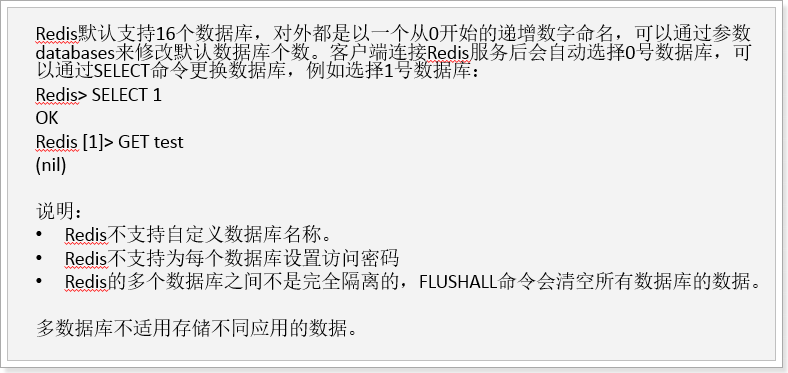 Redis默认支持16个数据库，对外都是以一个从0开始的递增数字命名，可以通过参数
databases来修改默认数据库个数。客户端连接Redis服务后会自动选择0号数据库，可
以通过SELECT命令更换数据库，例如选择1号数据库：
Redis> SELECT 1
OK
Redis [1]> GET test
(nil)
说明：
• Redis不支持自定义数据库名称。
• Redis不支持为每个数据库设置访问密码
• Redis的多个数据库之间不是完全隔离的，FLUSHALL命令会清空所有数据库的数据。
多数据库不适用存储不同应用的数据。